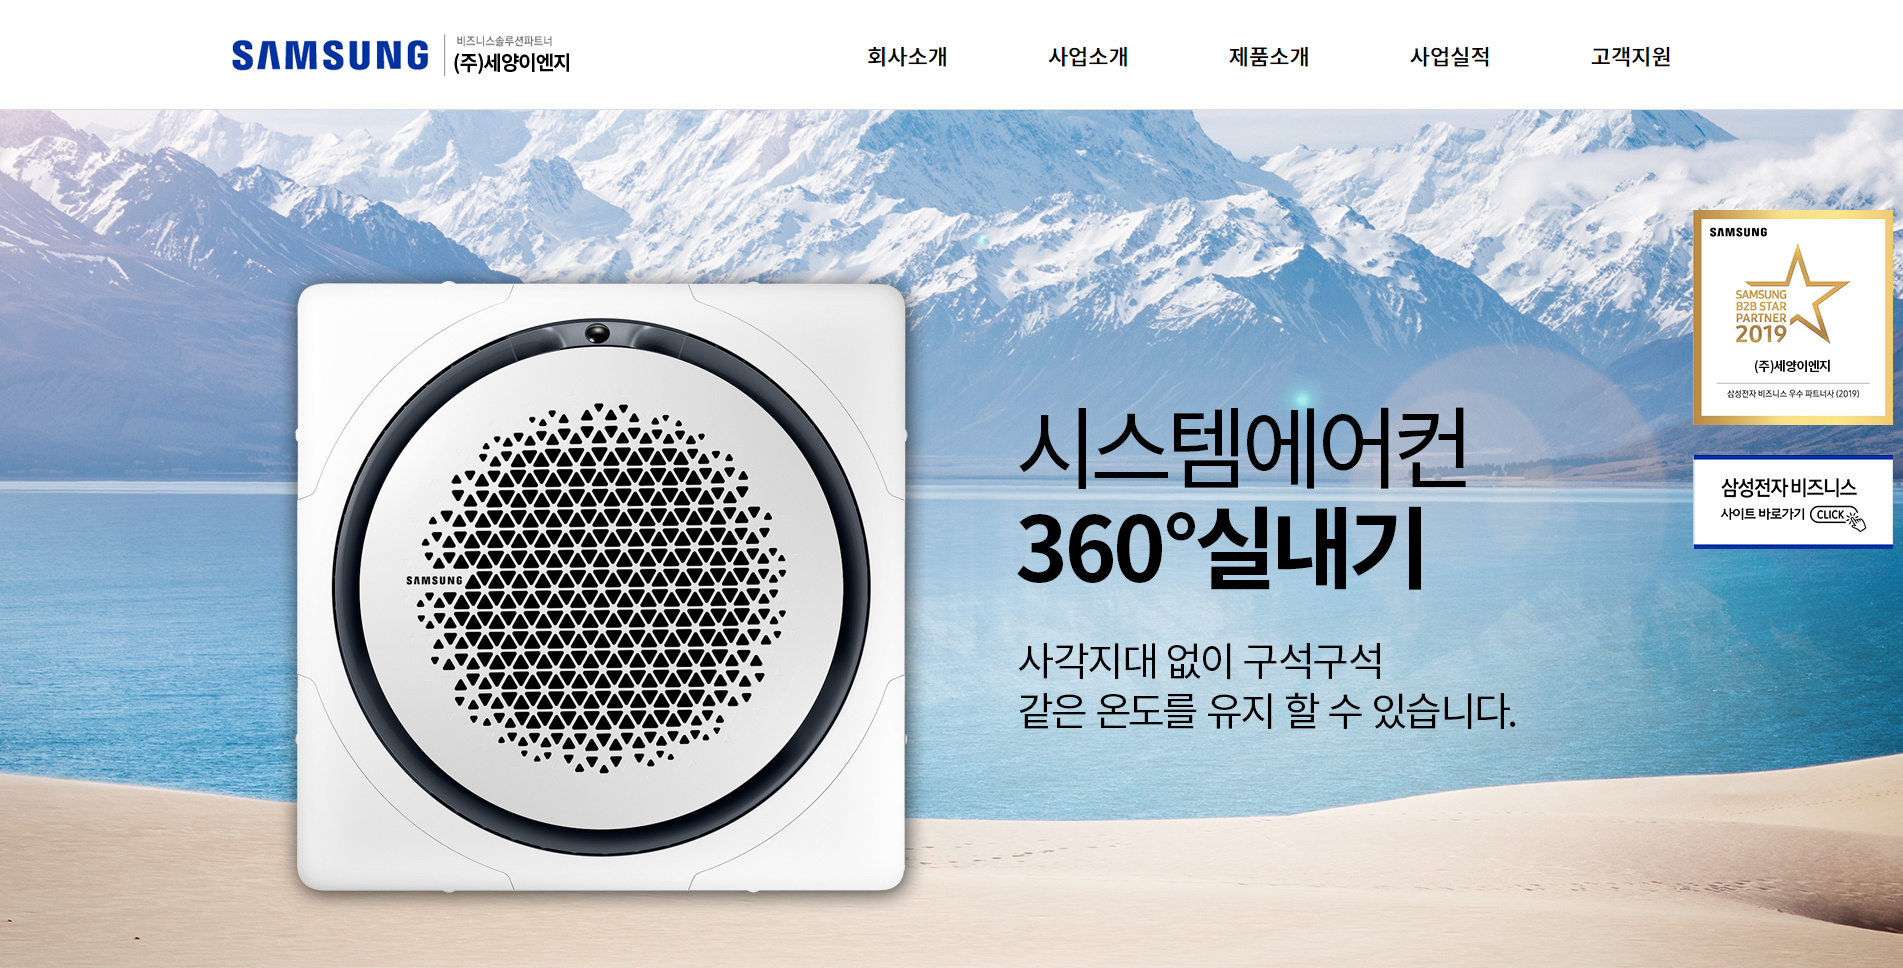 SAMSUNG
비즈니스솔루션파트너
(주)세양이엔지
회사소개
사업소개
제품소개
사업실적
고객지원
SAMSUNG
SAMSUNG
B2B STAR
PARTNER
2019
(주)세양이엔지
삼성전자 비즈니스 우수 파트너사 (2019)
시스템에어컨
360°실내기
삼성전자 비즈니스
사이트 바로가기 CLICK
SAMSUNG
사각지대 없이 구석구석
같은 온도를 유지 할 수 있습니다.